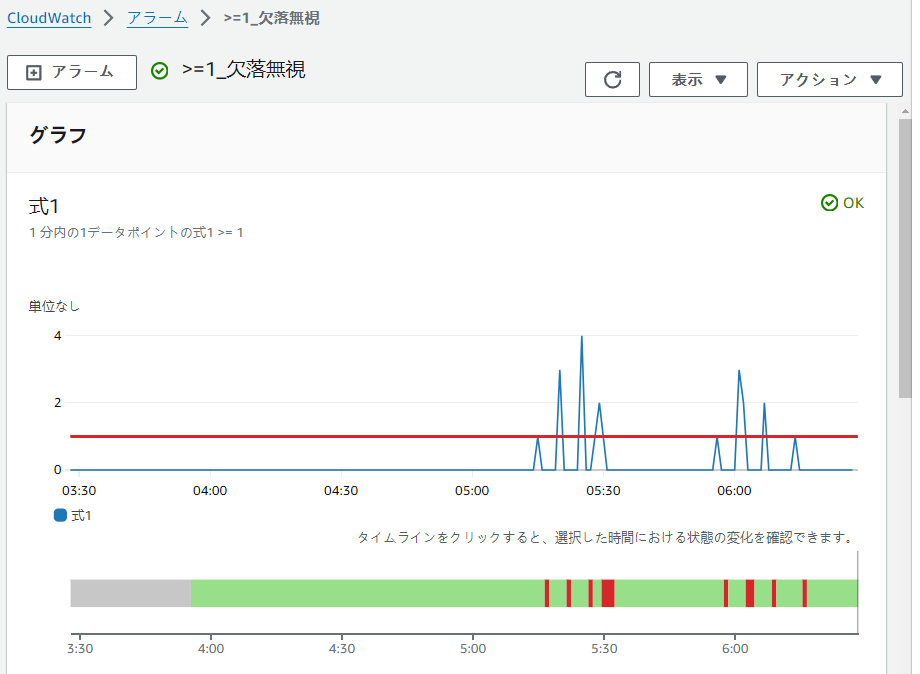 CloudWatch > アラーム > >=1_欠落無視
アラーム >=1_欠落無視 表示 ▼ アクション ▼
グラフ
式1
OK
1 分内の1データポイントの式1 >= 1
単位なし
4
2
0
03:30 04:00 04:30 05:00 05:30 06:00
式1
タイムラインをクリックすると、選択した時間における状態の変化を確認できます。
3:30 4:00 4:30 5:00 5:30 6:00